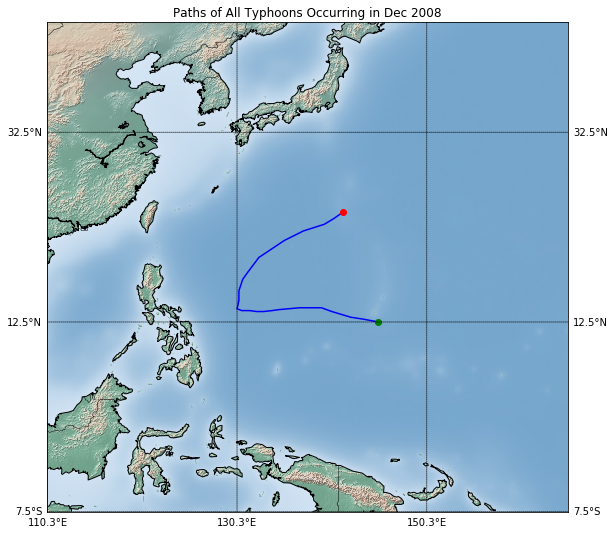 Paths of All Typhoons Occurring in Dec 2008
32.5°N 32.5°N
12.5°N 12.5°N
7.5°S 7.5°S
110.3°E 130.3°E 150.3°E